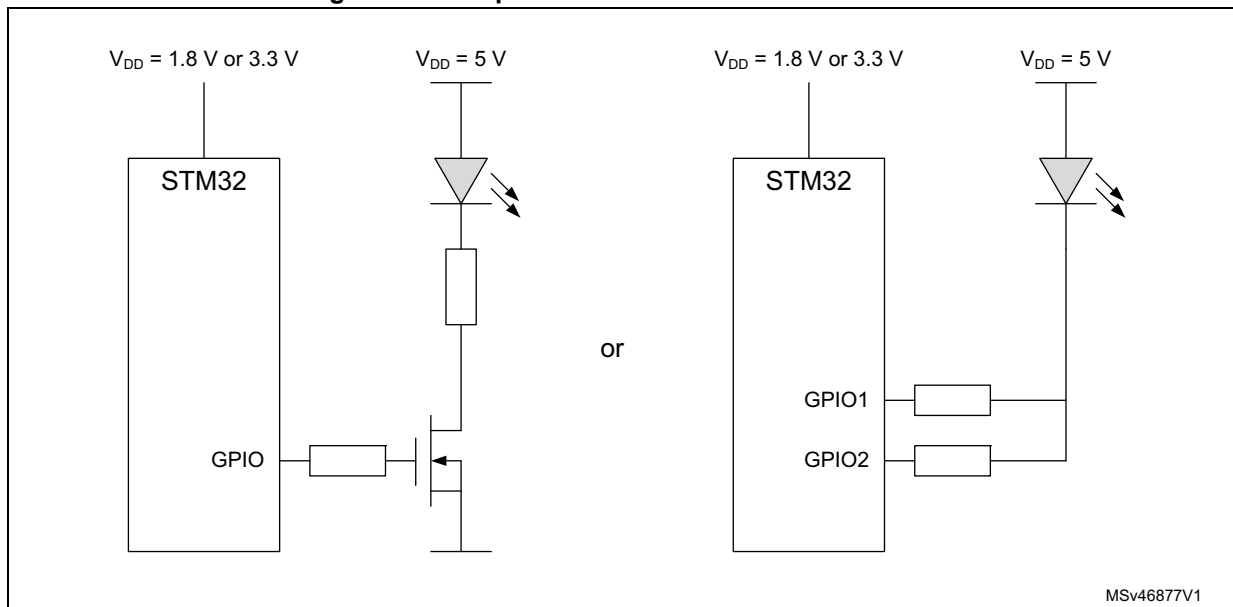 V_DD = 1.8 V or 3.3 V
V_DD = 5 V
STM32
GPIO
or
V_DD = 1.8 V or 3.3 V
V_DD = 5 V
STM32
GPIO1
GPIO2
MSv46877V1